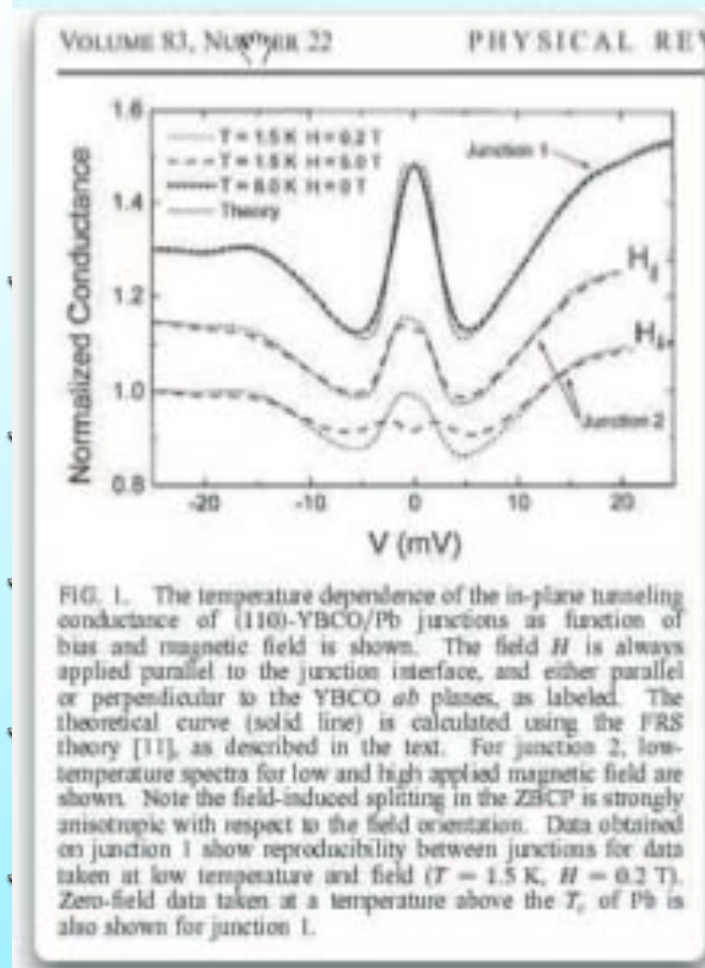 VOLUME 83, NUMBER 22 PHYSICAL REV
1.6
1.4
1.2
1.0
0.8
Normalized Conductance
T = 1.5 K H = 0.2 T
T = 1.5 K H = 5.0 T
T = 8.0 K H = 0 T
Theory
Junction 1
H
H
Junction 2
-20 -10 0 10 20
V (mV)
FIG. 1. The temperature dependence of the in-plane tunneling
conductance of (110)-YBCO/Pb junctions as function of
bias and magnetic field is shown. The field H is always
applied parallel to the junction interface, and either parallel
or perpendicular to the YBCO ab planes, as labeled. The
theoretical curve (solid line) is calculated using the FRS
theory [11], as described in the text. For junction 2, low-
temperature spectra for low and high applied magnetic field are
shown. Note the field-induced splitting in the ZBCP is strongly
anisotropic with respect to the field orientation. Data obtained
on junction 1 show reproducibility between junctions for data
taken at low temperature and field (T = 1.5 K, H = 0.2 T).
Zero-field data taken at a temperature above the Tc of Pb is
also shown for junction 1.